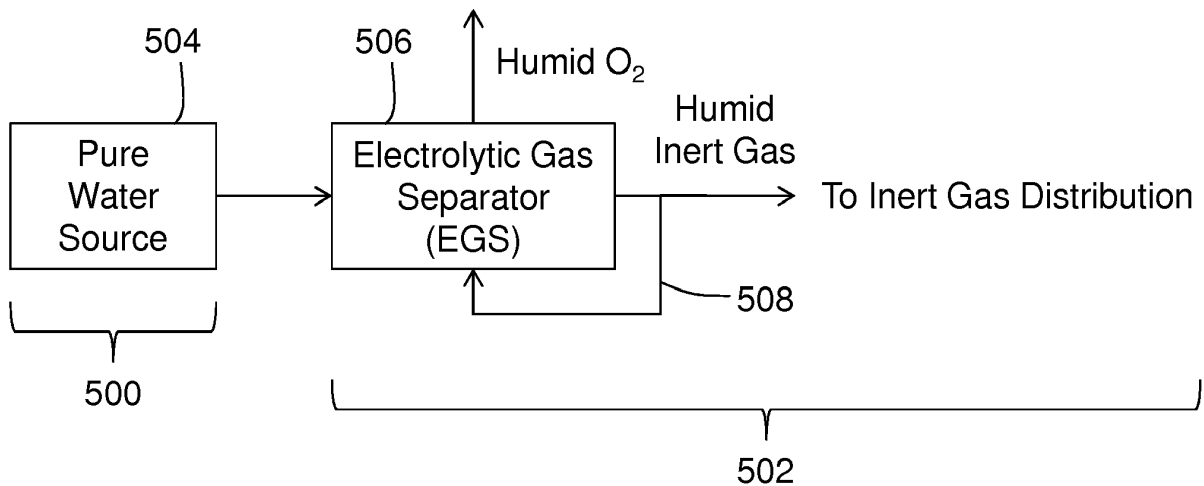 504
506
Humid O₂
Humid
Inert Gas
Pure
Water
Source
Electrolytic Gas
Separator
(EGS)
To Inert Gas Distribution
508
500
502